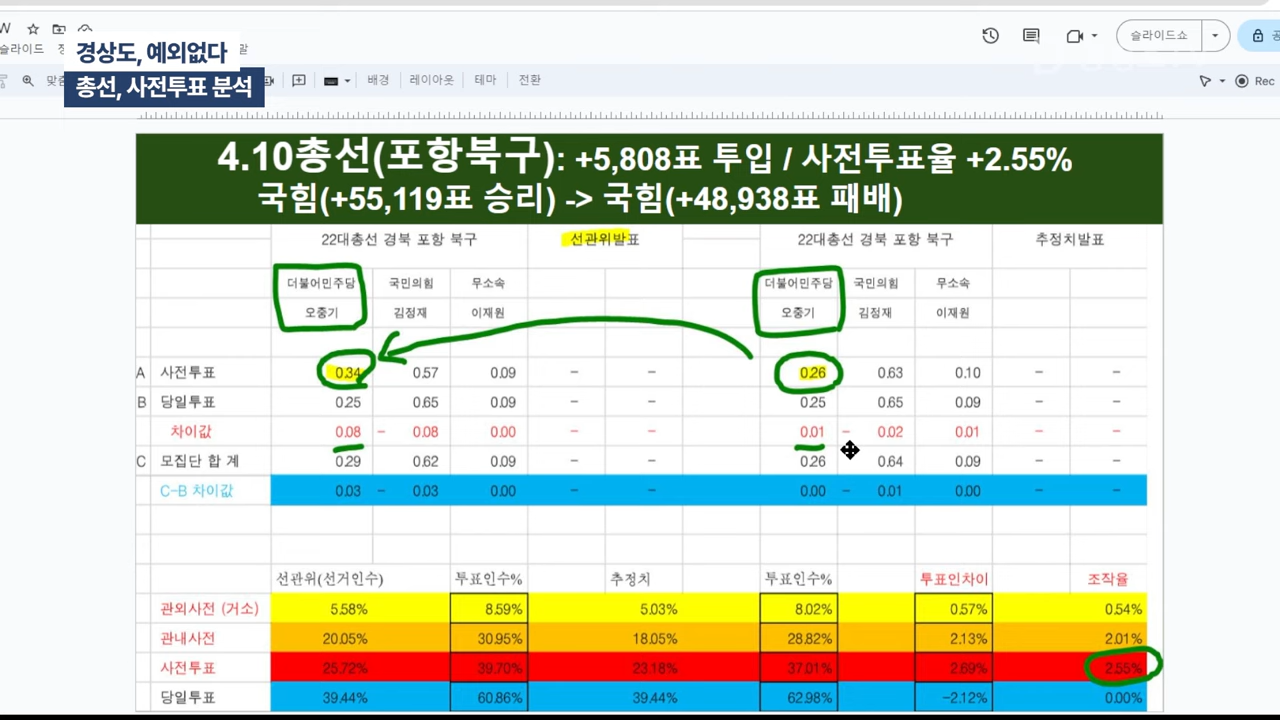 경상도, 예외없다
총선, 사전투표 분석
슬라이드
슬라이드쇼
배경 레이아웃 테마 전환
Rec
4.10총선(포항북구): +5,808표 투입 / 사전투표율 +2.55%
국힘(+55,119표 승리) -> 국힘(+48,938표 패배)
22대총선 경북 포항 북구 선관위발표 22대총선 경북 포항 북구 추정치발표
더불어민주당 국민의힘 무소속 더불어민주당 국민의힘 무소속
오중기 김정재 이재원 오중기 김정재 이재원
A 사전투표 0.34 0.57 0.09 – – 0.26 0.63 0.10 – –
B 당일투표 0.25 0.65 0.09 – – 0.25 0.65 0.09 – –
차이값 0.08 – 0.08 0.00 – – 0.01 – 0.02 0.01 – –
C 모집단 합 계 0.29 0.62 0.09 – – 0.26 0.64 0.09 – –
C-B 차이값 0.03 – 0.03 0.00 – – 0.00 – 0.01 0.00 – –
선관위(선거인수) 투표인수% 추정치 투표인수% 투표인차이 조작율
관외사전 (거소) 5.58% 8.59% 5.03% 8.02% 0.57% 0.54%
관내사전 20.05% 30.95% 18.05% 28.82% 2.13% 2.01%
사전투표 25.72% 39.70% 23.18% 37.01% 2.69% 2.55%
당일투표 39.44% 60.86% 39.44% 62.98% -2.12% 0.00%